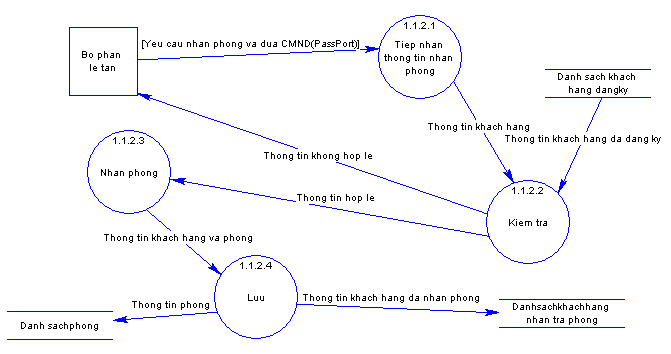 1.1.2.1
[Yeu cau nhan phong va dua CMND(PassPort)]
Tiep nhan
thong tin nhan
phong
Bo phan
le tan
Danh sach khach
hang dangky
Thong tin khach hang
Thong tin khach hang da dang ky
1.1.2.3
Thong tin khong hop le
Nhan phong
1.1.2.2
Thong tin hop le
Kiem tra
Thong tin khach hang va phong
1.1.2.4
Luu
Thong tin khach hang da nhan phong
Thong tin phong
Danhsachkhachhang
nhan tra phong
Danh sachphong